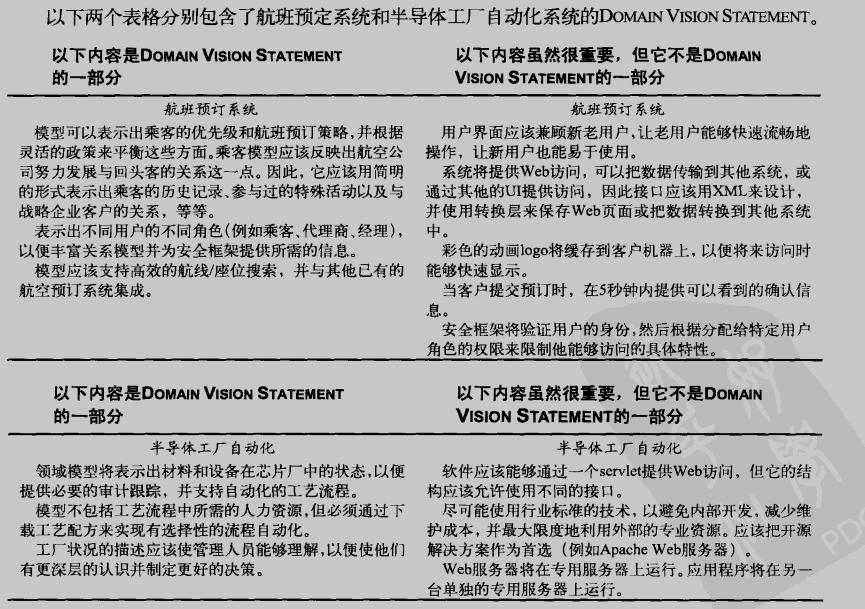 以下两个表格分别包含了航班预定系统和半导体工厂自动化系统的DOMAIN VISION STATEMENT。
以下内容是DOMAIN VISION STATEMENT
的一部分
以下内容虽然很重要，但它不是DOMAIN
VISION STATEMENT的一部分
航班预订系统
模型可以表示出乘客的优先级和航班预订策略,并根据
灵活的政策来平衡这些方面。乘客模型应该反映出航空公
司努力发展与回头客的关系这一点。因此，它应该用简明
的形式表示出乘客的历史记录、参与过的特殊活动以及与
战略企业客户的关系，等等。
表示出不同用户的不同角色(例如乘客、代理商、经理),
以便丰富关系模型并为安全框架提供所需的信息。
模型应该支持高效的航线/座位搜索，并与其他已有的
航空预订系统集成。
航班预订系统
用户界面应该兼顾新老用户,让老用户能够快速流畅地
操作，让新用户也能易于使用。
系统将提供Web访问，可以把数据传输到其他系统，或
通过其他的UI提供访问，因此接口应该用XML来设计，
并使用转换层来保存Web页面或把数据转换到其他系统
中。
彩色的动画logo将缓存到客户机器上，以便将来访问时
能够快速显示。
当客户提交预订时，在5秒钟内提供可以看到的确认信
息。
安全框架将验证用户的身份,然后根据分配给特定用户
角色的权限来限制他能够访问的具体特性。
以下内容是DOMAIN VISION STATEMENT
的一部分
以下内容虽然很重要，但它不是DOMAIN
VISION STATEMENT的一部分
半导体工厂自动化
领域模型将表示出材料和设备在芯片厂中的状态,以便
提供必要的审计跟踪，并支持自动化的工艺流程。
模型不包括工艺流程中所需的人力资源,但必须通过下
载工艺配方来实现有选择性的流程自动化。
工厂状况的描述应该使管理人员能够理解,以便使他们
有更深层的认识并制定更好的决策。
半导体工厂自动化
软件应该能够通过一个servlet提供Web访问，但它的结
构应该允许使用不同的接口。
尽可能使用行业标准的技术，以避免内部开发，减少维
护成本，并最大限度地利用外部的专业资源。应该把开源
解决方案作为首选（例如Apache Web服务器）。
Web服务器将在专用服务器上运行。应用程序将在另一
台单独的专用服务器上运行。